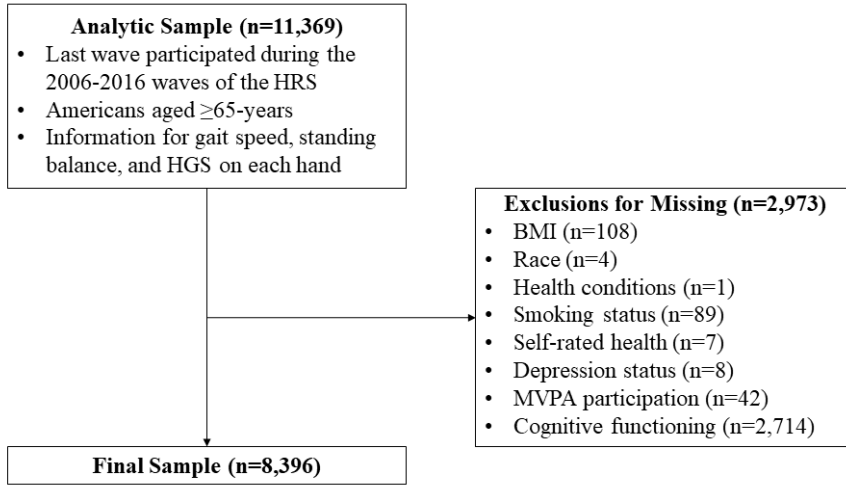 Analytic Sample (n=11,369)
• Last wave participated during the
2006-2016 waves of the HRS
• Americans aged ≥65-years
• Information for gait speed, standing
balance, and HGS on each hand
Exclusions for Missing (n=2,973)
• BMI (n=108)
• Race (n=4)
• Health conditions (n=1)
• Smoking status (n=89)
• Self-rated health (n=7)
• Depression status (n=8)
• MVPA participation (n=42)
• Cognitive functioning (n=2,714)
Final Sample (n=8,396)